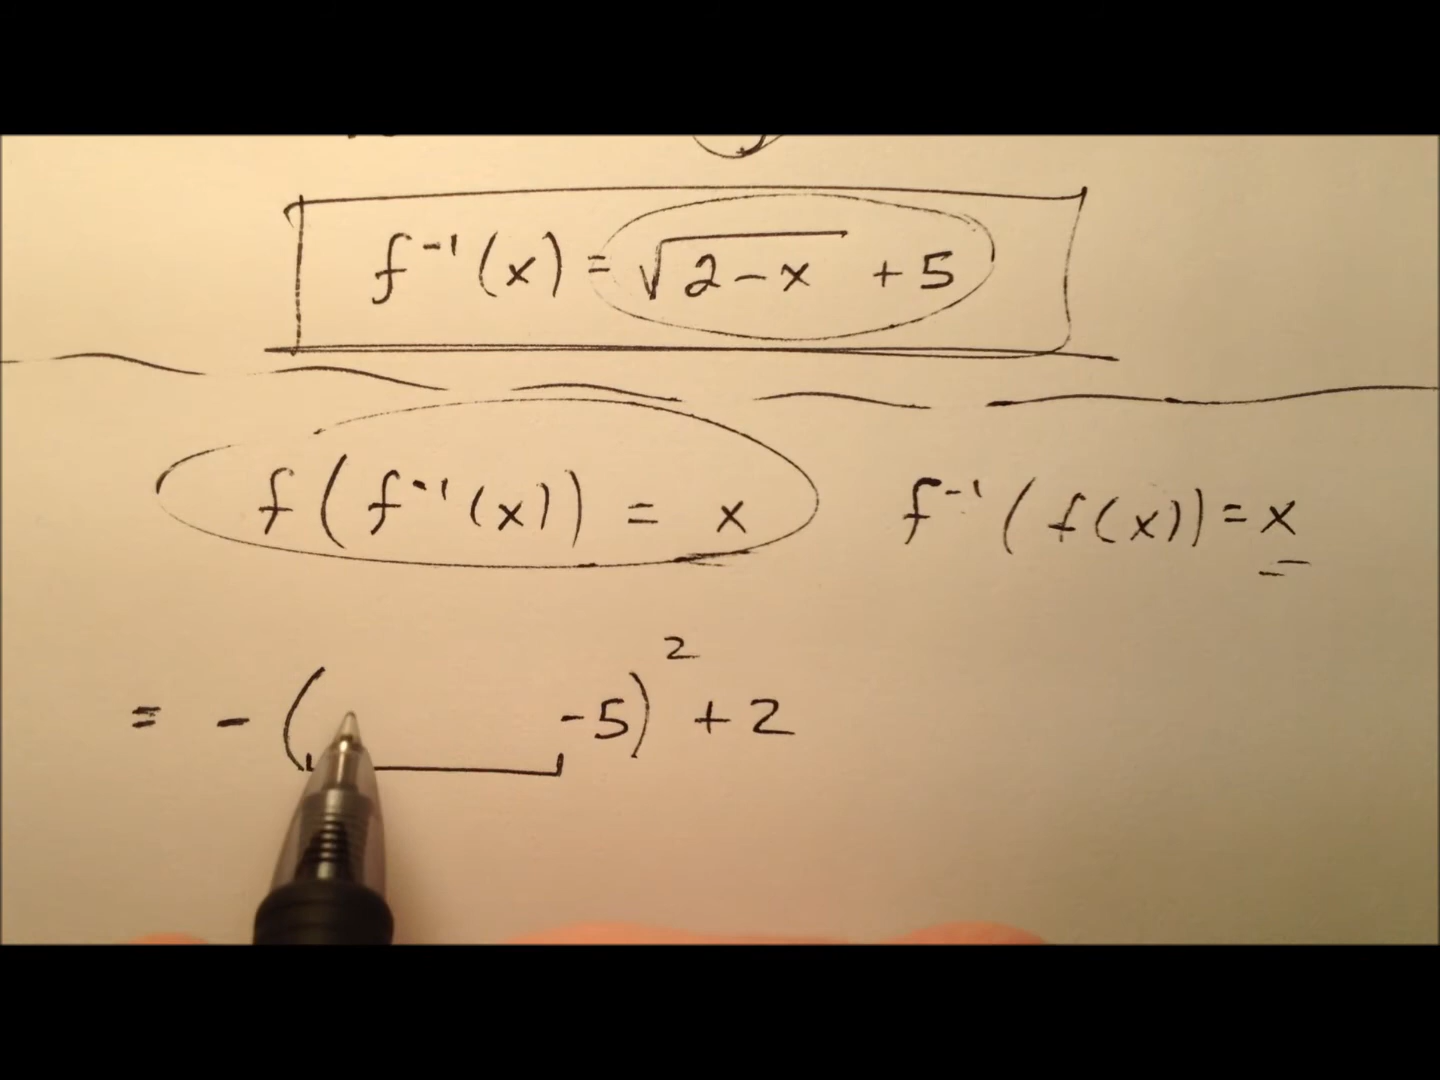 f⁻¹(x) = √(2-x) + 5
f(f⁻¹(x)) = x f⁻¹(f(x)) = x
= -( -5)² + 2